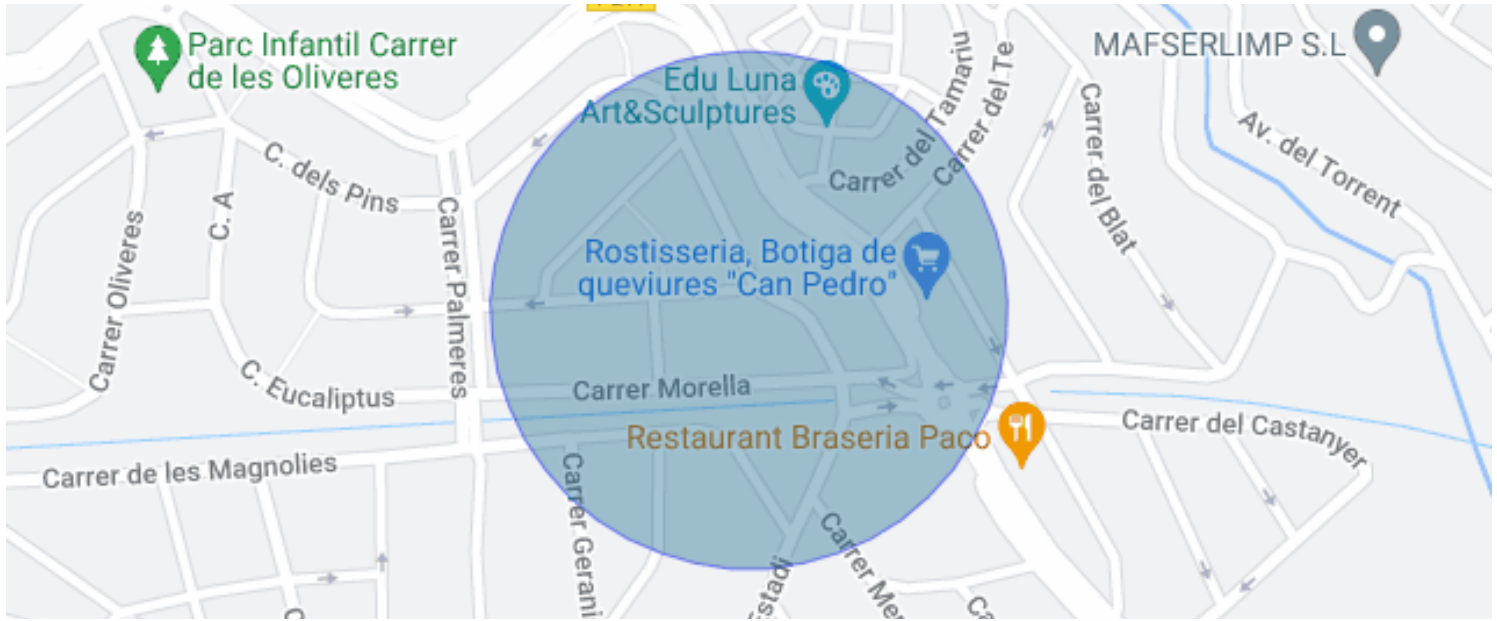 Parc Infantil Carrer
de les Oliveres
Edu Luna
Art&Sculptures
MAFSERLIMP S.L
Carrer del Tamariu
Carrer del Te
Carrer del Blat
Av. del Torrent
C. dels Pins
C. A
Carrer Oliveres
Carrer Palmeres
Rostisseria, Botiga de
queviures "Can Pedro"
C. Eucaliptus
Carrer Morella
Restaurant Braseria Paco
Carrer del Castanyer
Carrer de les Magnolies
Carrer Gerani
Estadi